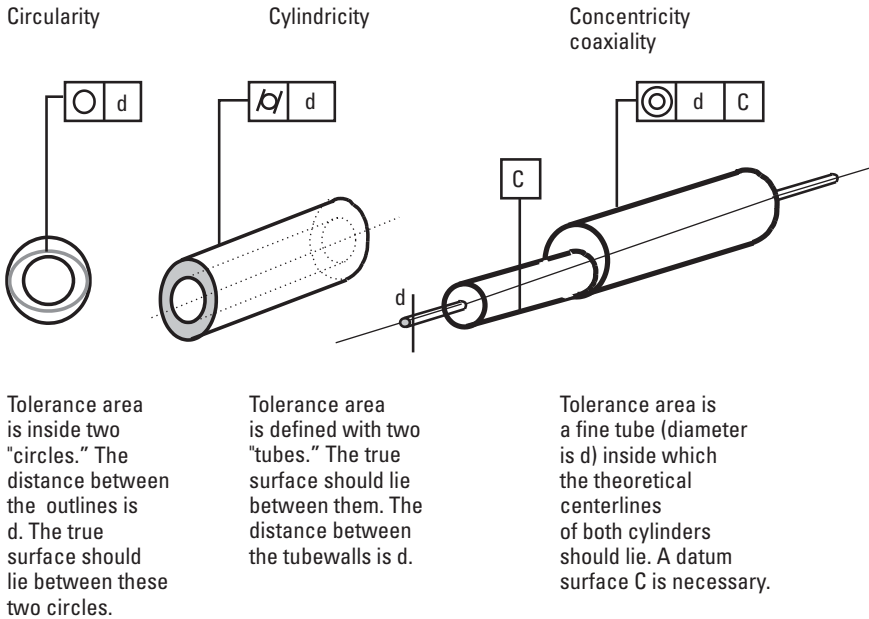 Circularity
Cylindricity
Concentricity
coaxiality
d
d
d C
C
d
Tolerance area
is inside two
"circles.” The
distance between
the outlines is
d. The true
surface should
lie between these
two circles.
Tolerance area
is defined with two
"tubes.” The true
surface should lie
between them. The
distance between
the tubewalls is d.
Tolerance area is
a fine tube (diameter
is d) inside which
the theoretical
centerlines
of both cylinders
should lie. A datum
surface C is necessary.